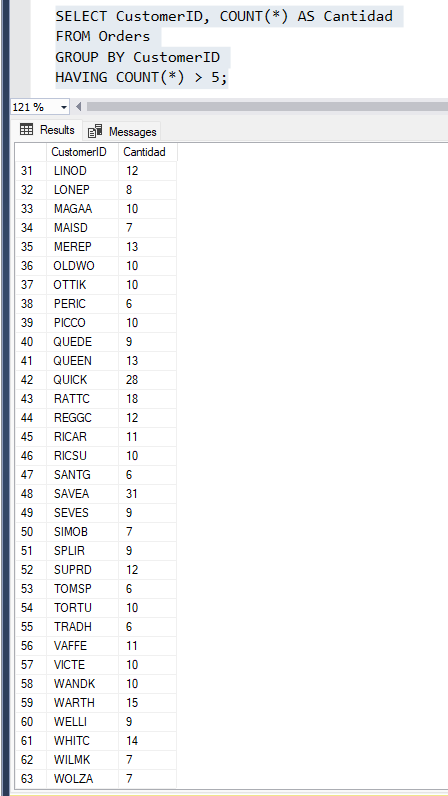 SELECT CustomerID, COUNT(*) AS Cantidad
FROM Orders
GROUP BY CustomerID
HAVING COUNT(*) > 5;
121 %
Results Messages
CustomerID Cantidad
31 LINOD 12
32 LONEP 8
33 MAGAA 10
34 MAISD 7
35 MEREP 13
36 OLDWO 10
37 OTTIK 10
38 PERIC 6
39 PICCO 10
40 QUEDE 9
41 QUEEN 13
42 QUICK 28
43 RATTC 18
44 REGGC 12
45 RICAR 11
46 RICSU 10
47 SANTG 6
48 SAVEA 31
49 SEVES 9
50 SIMOB 7
51 SPLIR 9
52 SUPRD 12
53 TOMSP 6
54 TORTU 10
55 TRADH 6
56 VAFFE 11
57 VICTE 10
58 WANDK 10
59 WARTH 15
60 WELLI 9
61 WHITC 14
62 WILMK 7
63 WOLZA 7